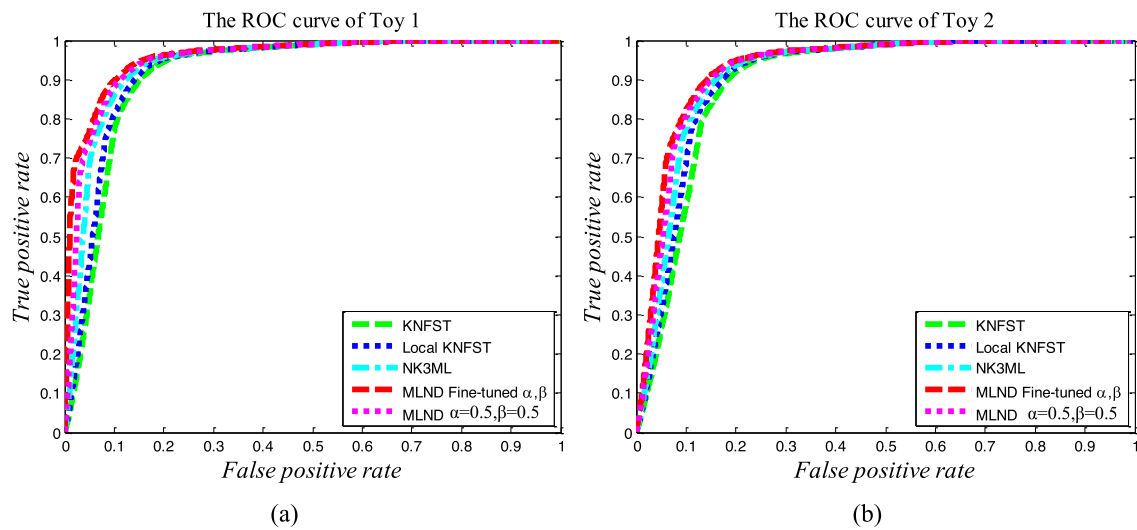 The ROC curve of Toy 1
1
0.9
0.8
0.7
0.6
0.5
0.4
0.3
0.2
0.1
0
True positive rate
KNFST
Local KNFST
NK3ML
MLND Fine-tuned α,β
MLND α=0.5,β=0.5
0 0.1 0.2 0.3 0.4 0.5 0.6 0.7 0.8 0.9 1
False positive rate
(a)
The ROC curve of Toy 2
1
0.9
0.8
0.7
0.6
0.5
0.4
0.3
0.2
0.1
0
True positive rate
KNFST
Local KNFST
NK3ML
MLND Fine-tuned α,β
MLND α=0.5,β=0.5
0 0.1 0.2 0.3 0.4 0.5 0.6 0.7 0.8 0.9 1
False positive rate
(b)